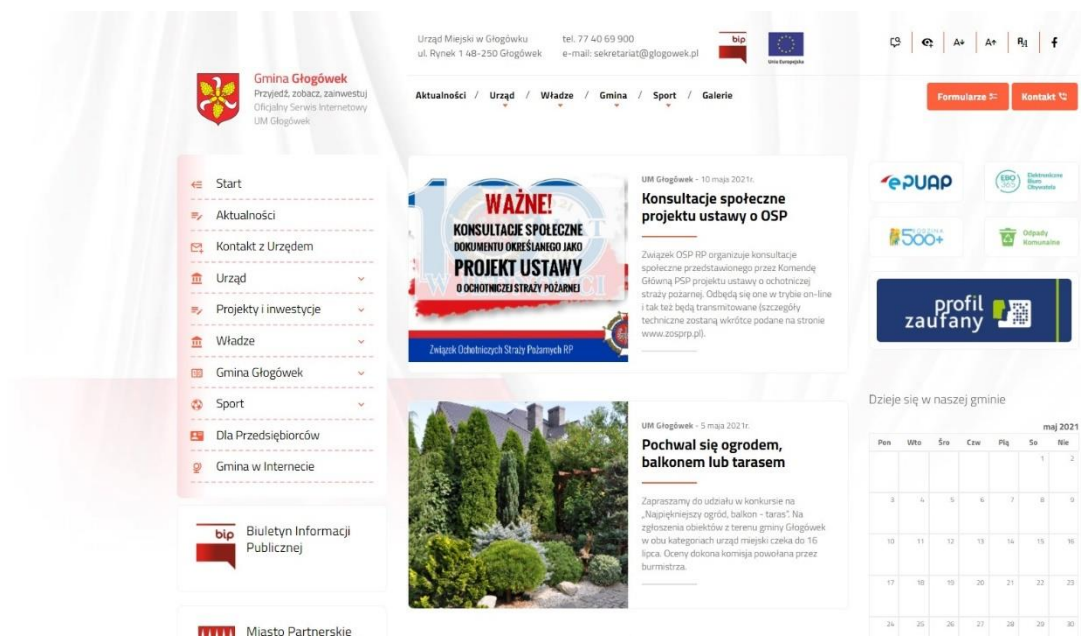 Urząd Miejski w Głogówku
ul. Rynek 1 48-250 Głogówek
tel. 77 40 69 900
e-mail: sekretariat@glogowek.pl
bip
Unia Europejska
A+
A+
Gmina Głogówek
Przyjedź, zobacz, zainwestuj
Oficjalny Serwis Internetowy
UM Głogówek
Aktualności / Urząd / Władze / Gmina / Sport / Galerie
Formularze
Kontakt
Start
Aktualności
Kontakt z Urzędem
Urząd
Projekty i inwestycje
Władze
Gmina Głogówek
Sport
Dla Przedsiębiorców
Gmina w Internecie
bip
Biuletyn Informacji
Publicznej
Miasto Partnerskie
WAŻNE!
KONSULTACJE SPOŁECZNE
DOKUMENTU OKREŚLANEGO JAKO
PROJEKT USTAWY
O OCHOTNICZEJ STRAŻY POŻARNEJ
Związek Ochotniczych Straży Pożarnych RP
UM Głogówek - 10 maja 2021r.
Konsultacje społeczne
projektu ustawy o OSP
Związek OSP RP organizuje konsultacje
społeczne przedstawionego przez Komendę
Główną PSP projektu ustawy o ochotniczej
straży pożarnej. Odbędą się one w trybie on-line
i tak też będą transmitowane (szczegóły
techniczne zostaną wkrótce podane na stronie
www.zosprp.pl).
UM Głogówek - 5 maja 2021r.
Pochwal się ogrodem,
balkonem lub tarasem
Zapraszamy do udziału w konkursie na
„Najpiękniejszy ogród, balkon - taras”. Na
zgłoszenia obiektów z terenu gminy Głogówek
w obu kategoriach urząd miejski czeka do 16
lipca. Oceny dokona komisja powołana przez
burmistrza.
ePUAP
EBO
365
Elektroniczne
Biuro
Obywatela
RODZINA
500+
Odpady
Komunalne
profil
zaufany
Dzieje się w naszej gminie
maj 2021
Pon Wto Śro Czw Pią So Nie
1 2
3 4 5 6 7 8 9
10 11 12 13 14 15 16
17 18 19 20 21 22 23
24 25 26 27 28 29 30